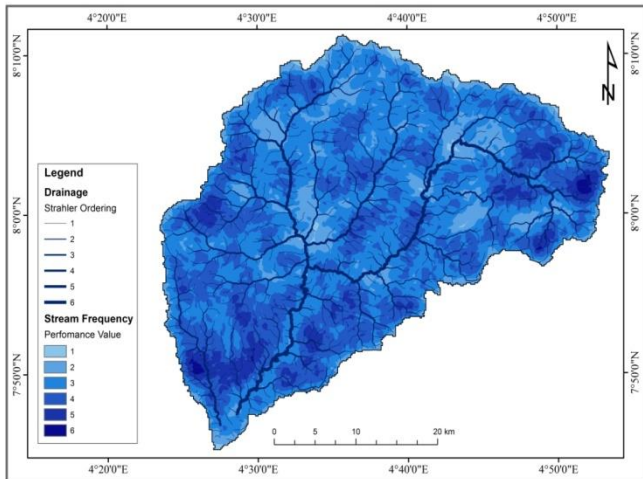 4°20'0"E 4°30'0"E 4°40'0"E 4°50'0"E
8°10'0"N 8°10'0"N
N
Legend
Drainage
Strahler Ordering
1
2
3
4
5
6
Stream Frequency
Perfomance Value
1
2
3
4
5
6
8°0'0"N 8°0'0"N
7°50'0"N 7°50'0"N
0 5 10 20 km
4°20'0"E 4°30'0"E 4°40'0"E 4°50'0"E